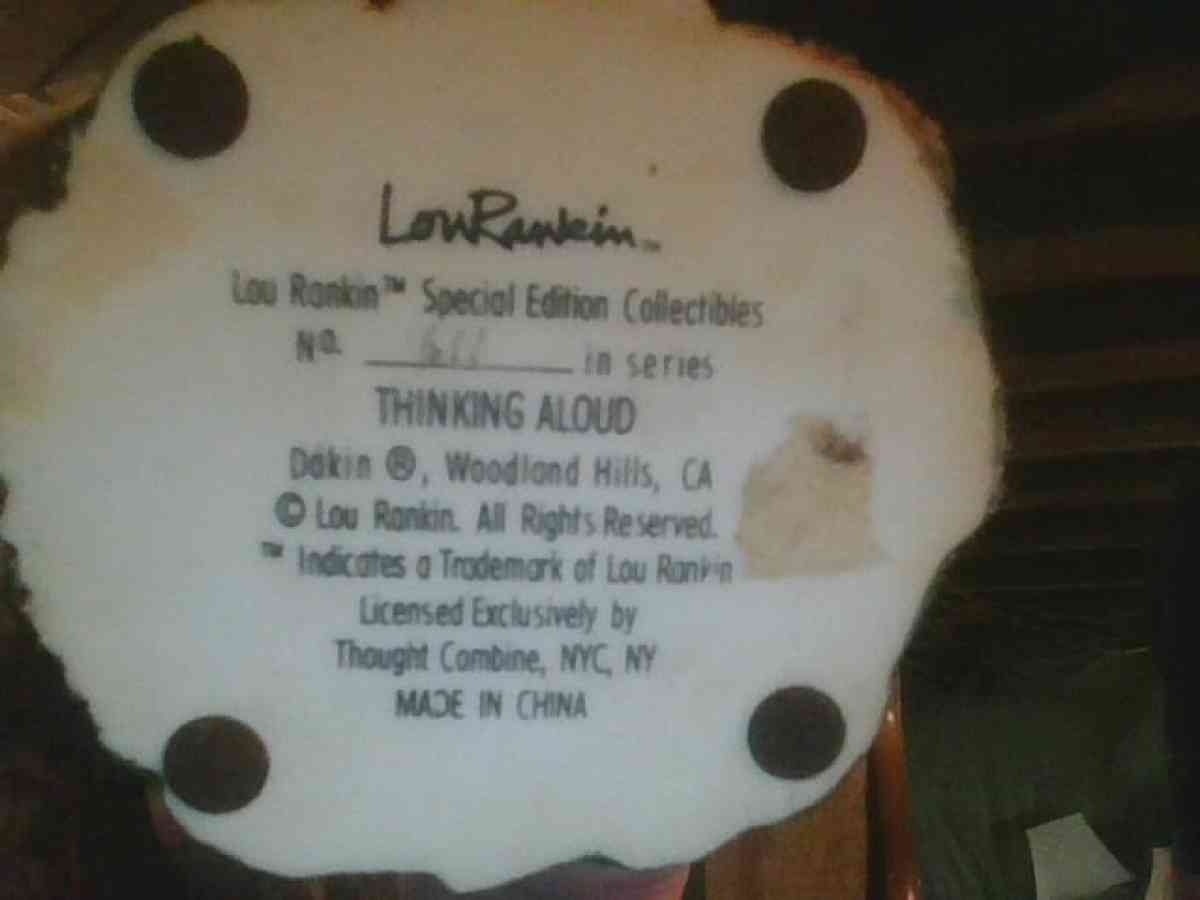 LouRankin™
Lou Rankin™ Special Edition Collectibles
No. in series
THINKING ALOUD
Dakin ®, Woodland Hills, CA
© Lou Rankin. All Rights Reserved.
™ Indicates a Trademark of Lou Rankin
Licensed Exclusively by
Thought Combine, NYC, NY
MADE IN CHINA